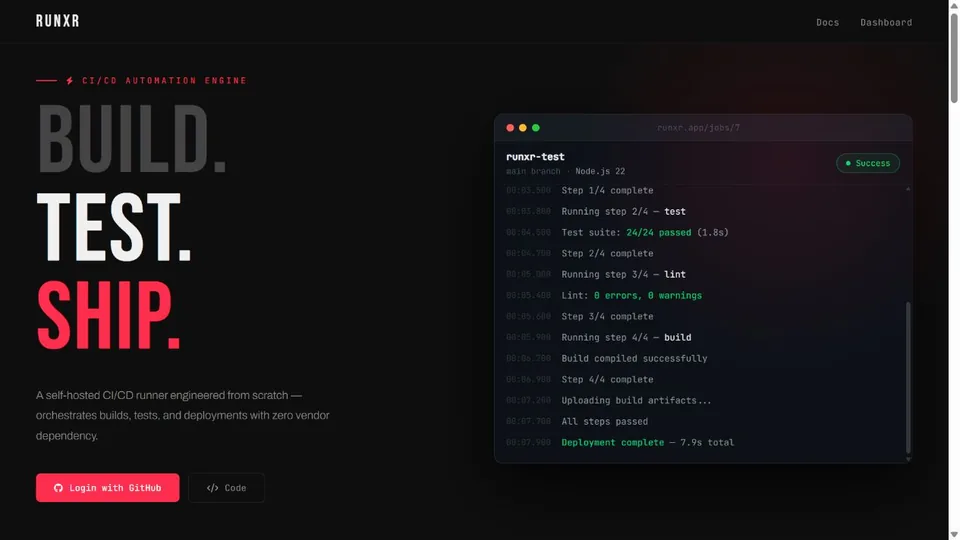 RUNXR
Docs Dashboard
CI/CD AUTOMATION ENGINE
BUILD.
TEST.
SHIP.
A self-hosted CI/CD runner engineered from scratch —
orchestrates builds, tests, and deployments with zero vendor
dependency.
Login with GitHub
</> Code
runxr.app/jobs/7
runxr-test
main branch · Node.js 22
Success
00:03.500 Step 1/4 complete
00:03.800 Running step 2/4 — test
00:04.500 Test suite: 24/24 passed (1.8s)
00:04.700 Step 2/4 complete
00:05.000 Running step 3/4 — lint
00:05.400 Lint: 0 errors, 0 warnings
00:05.600 Step 3/4 complete
00:05.900 Running step 4/4 — build
00:06.700 Build compiled successfully
00:06.900 Step 4/4 complete
00:07.200 Uploading build artifacts...
00:07.700 All steps passed
00:07.900 Deployment complete — 7.9s total